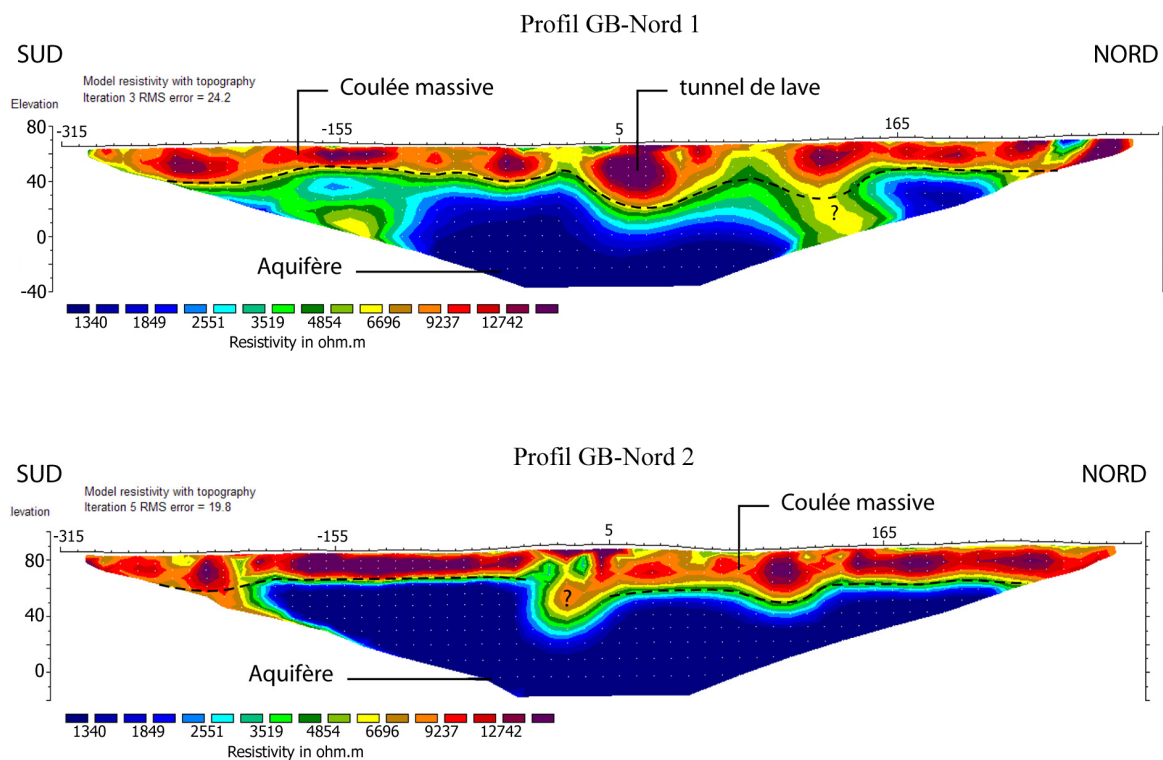 Profil GB-Nord 1
SUD
NORD
Model resistivity with topography
Iteration 3 RMS error = 24.2
Coulée massive
tunnel de lave
Elevation
80
-315
-155
5
165
40
0
?
Aquifère
-40
1340 1849 2551 3519 4854 6696 9237 12742
Resistivity in ohm.m
Profil GB-Nord 2
SUD
NORD
Model resistivity with topography
Iteration 5 RMS error = 19.8
Coulée massive
levation
-315
-155
5
165
80
?
40
0
Aquifère
1340 1849 2551 3519 4854 6696 9237 12742
Resistivity in ohm.m